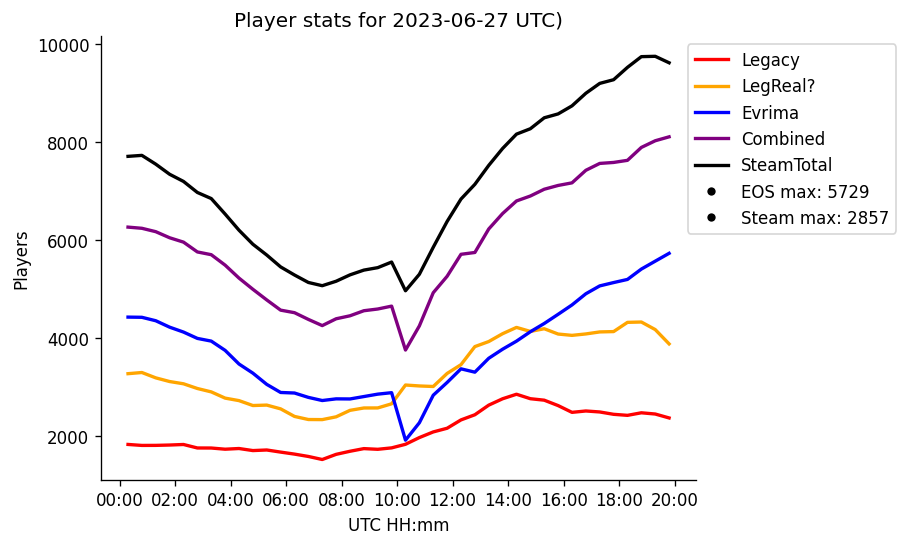 Player stats for 2023-06-27 UTC)
10000
8000
6000
4000
2000
Players
00:00 02:00 04:00 06:00 08:00 10:00 12:00 14:00 16:00 18:00 20:00
UTC HH:mm
Legacy
LegReal?
Evrima
Combined
SteamTotal
EOS max: 5729
Steam max: 2857